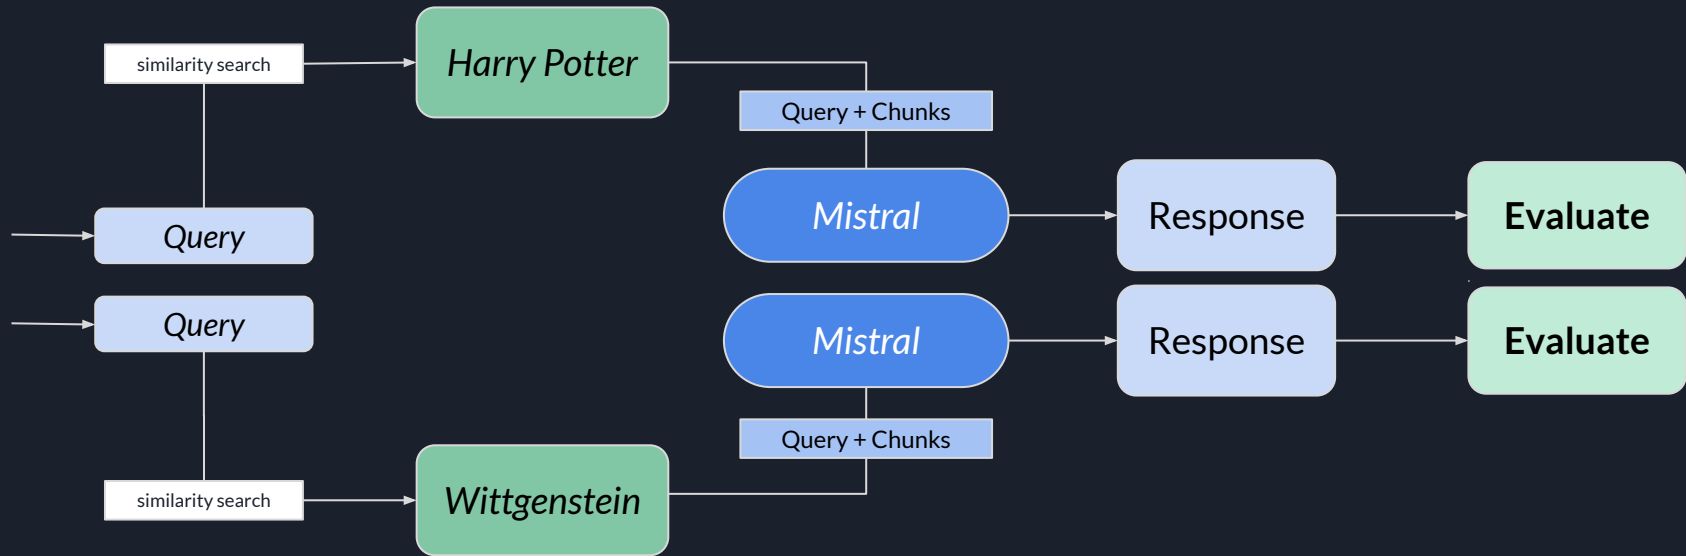 similarity search
Harry Potter
Query + Chunks
Query
Mistral
Response
Evaluate
Query
Mistral
Response
Evaluate
Query + Chunks
similarity search
Wittgenstein